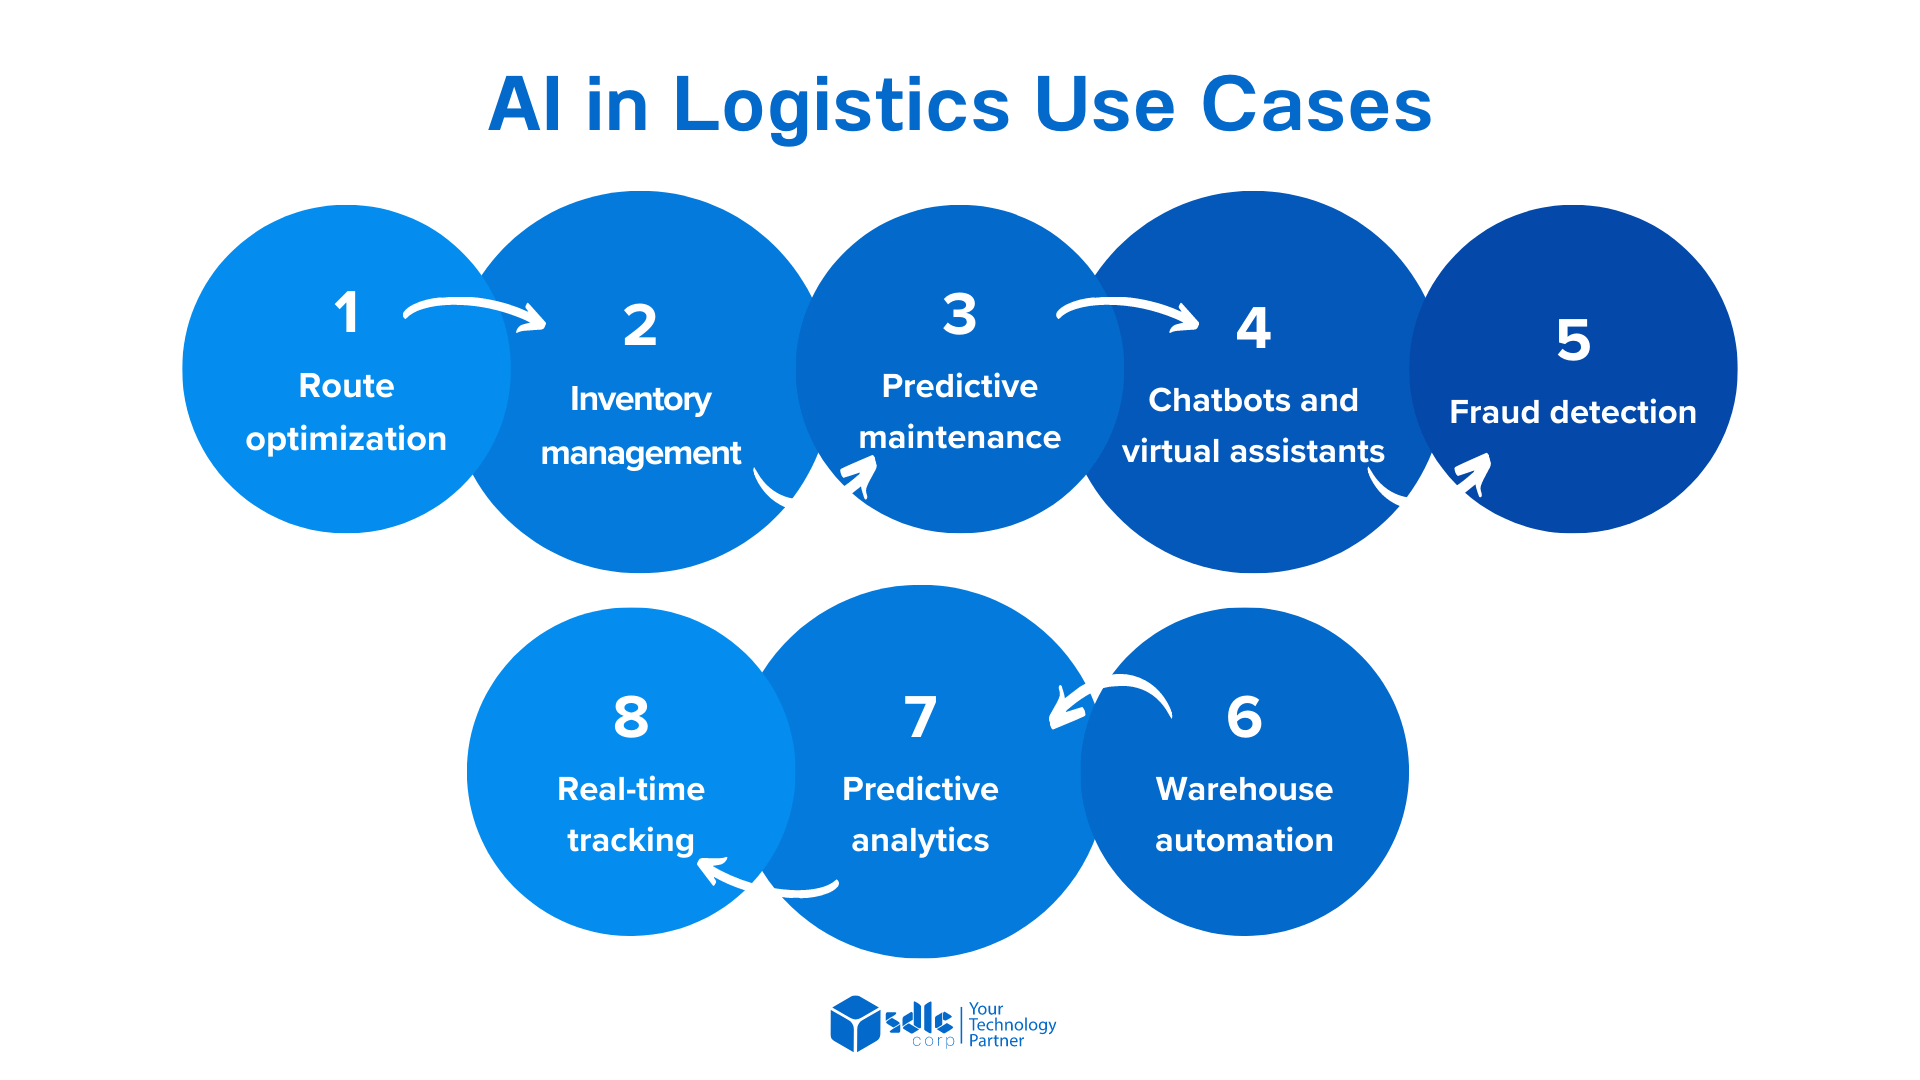 AI in Logistics Use Cases
1
Route
optimization
2
Inventory
management
3
Predictive
maintenance
4
Chatbots and
virtual assistants
5
Fraud detection
8
Real-time
tracking
7
Predictive
analytics
6
Warehouse
automation
sdlc
corp
Your
Technology
Partner